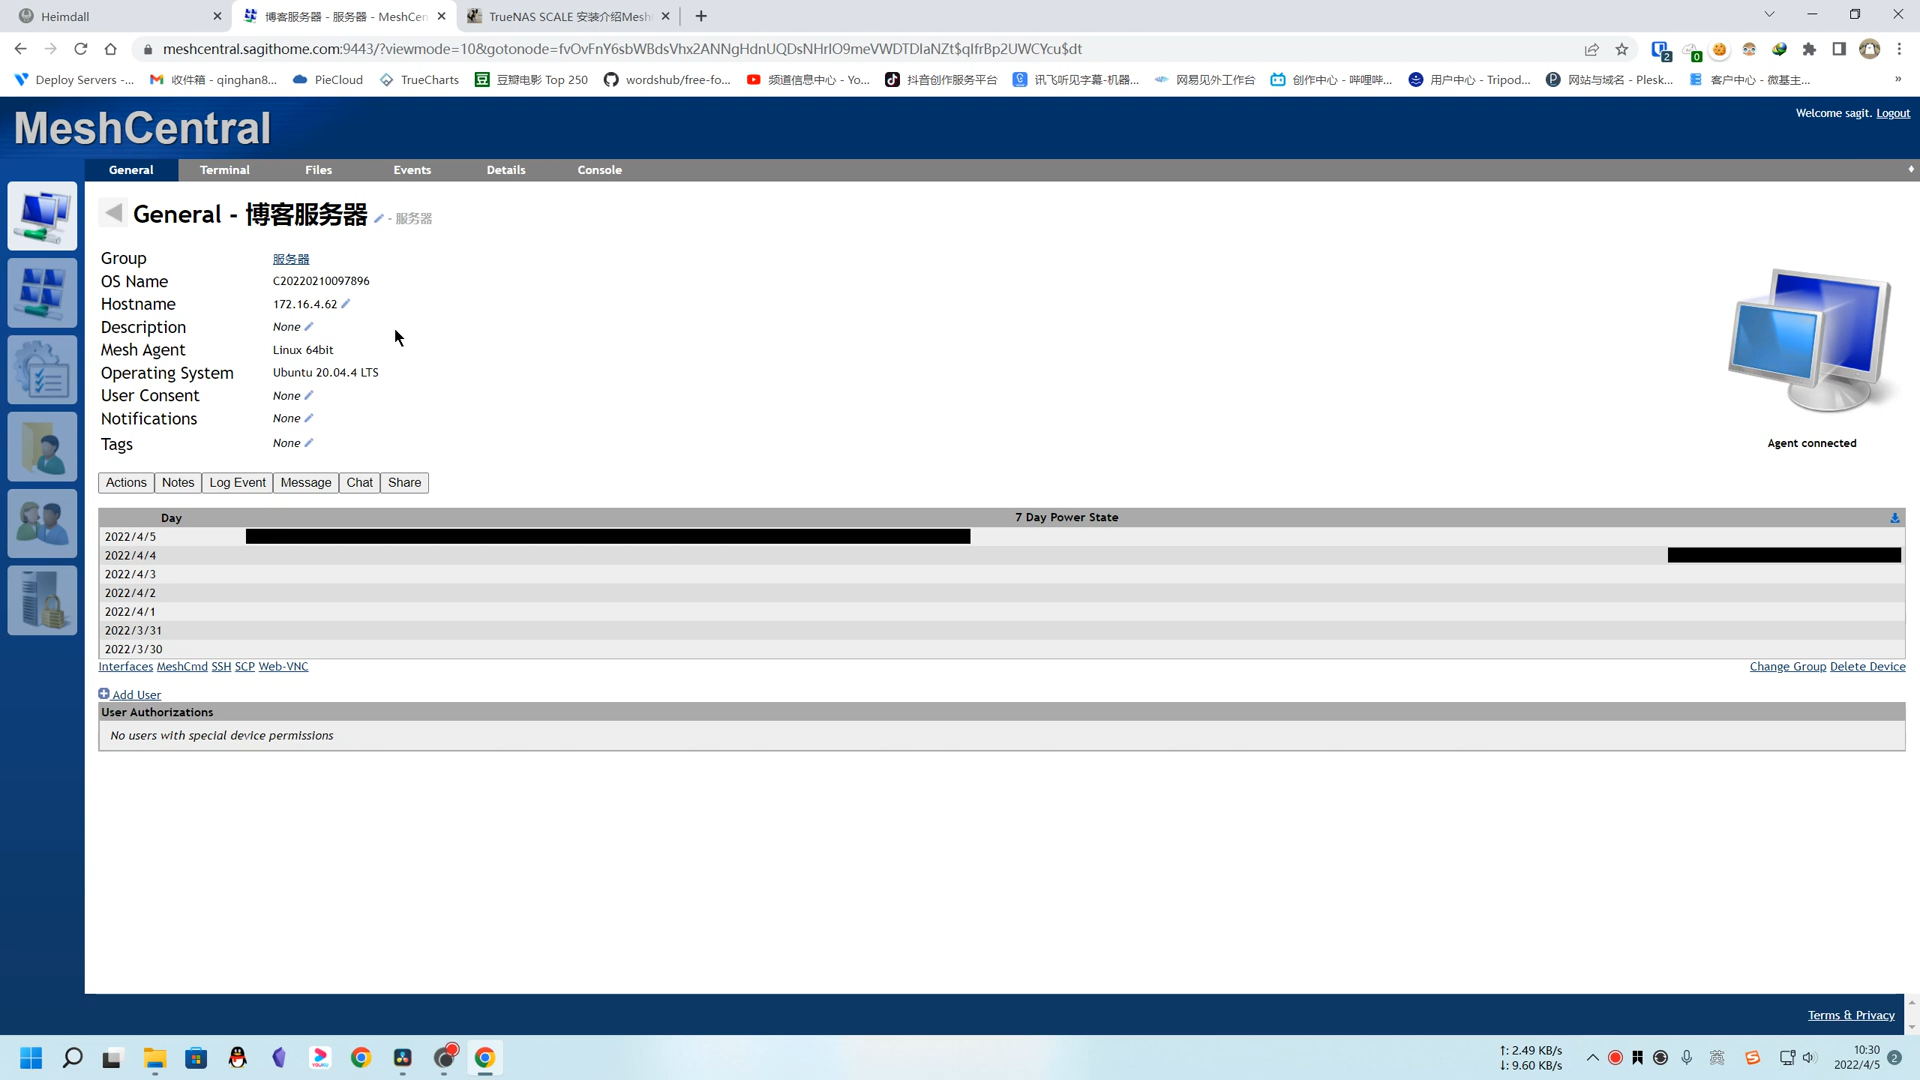 Heimdall
博客服务器 - 服务器 - MeshCen
TrueNAS SCALE 安装介绍Mesh
meshcentral.sagithome.com:9443/?viewmode=10&gotonode=fvOvFnY6sbWBdsVhx2ANNgHdnUQDsNHrIO9meVWDTDIaNZt$qIfrBp2UWCYcu$dt
Deploy Servers -...
收件箱 - qinghan8...
PieCloud
TrueCharts
豆瓣电影 Top 250
wordshub/free-fo...
频道信息中心 - Yo...
抖音创作服务平台
讯飞听见字幕-机器...
网易见外工作台
创作中心 - 哔哩哔...
用户中心 - Tripod...
网站与域名 - Plesk...
客户中心 - 微基主...
»
MeshCentral
Welcome sagit. Logout
General Terminal Files Events Details Console
General - 博客服务器 - 服务器
Group 服务器
OS Name C20220210097896
Hostname 172.16.4.62
Description None
Mesh Agent Linux 64bit
Operating System Ubuntu 20.04.4 LTS
User Consent None
Notifications None
Tags None
Agent connected
Actions Notes Log Event Message Chat Share
Day 7 Day Power State
2022/4/5
2022/4/4
2022/4/3
2022/4/2
2022/4/1
2022/3/31
2022/3/30
Interfaces MeshCmd SSH SCP Web-VNC
Change Group Delete Device
Add User
User Authorizations
No users with special device permissions
Terms & Privacy
↑: 2.49 KB/s
↓: 9.60 KB/s
英
10:30
2022/4/5
2